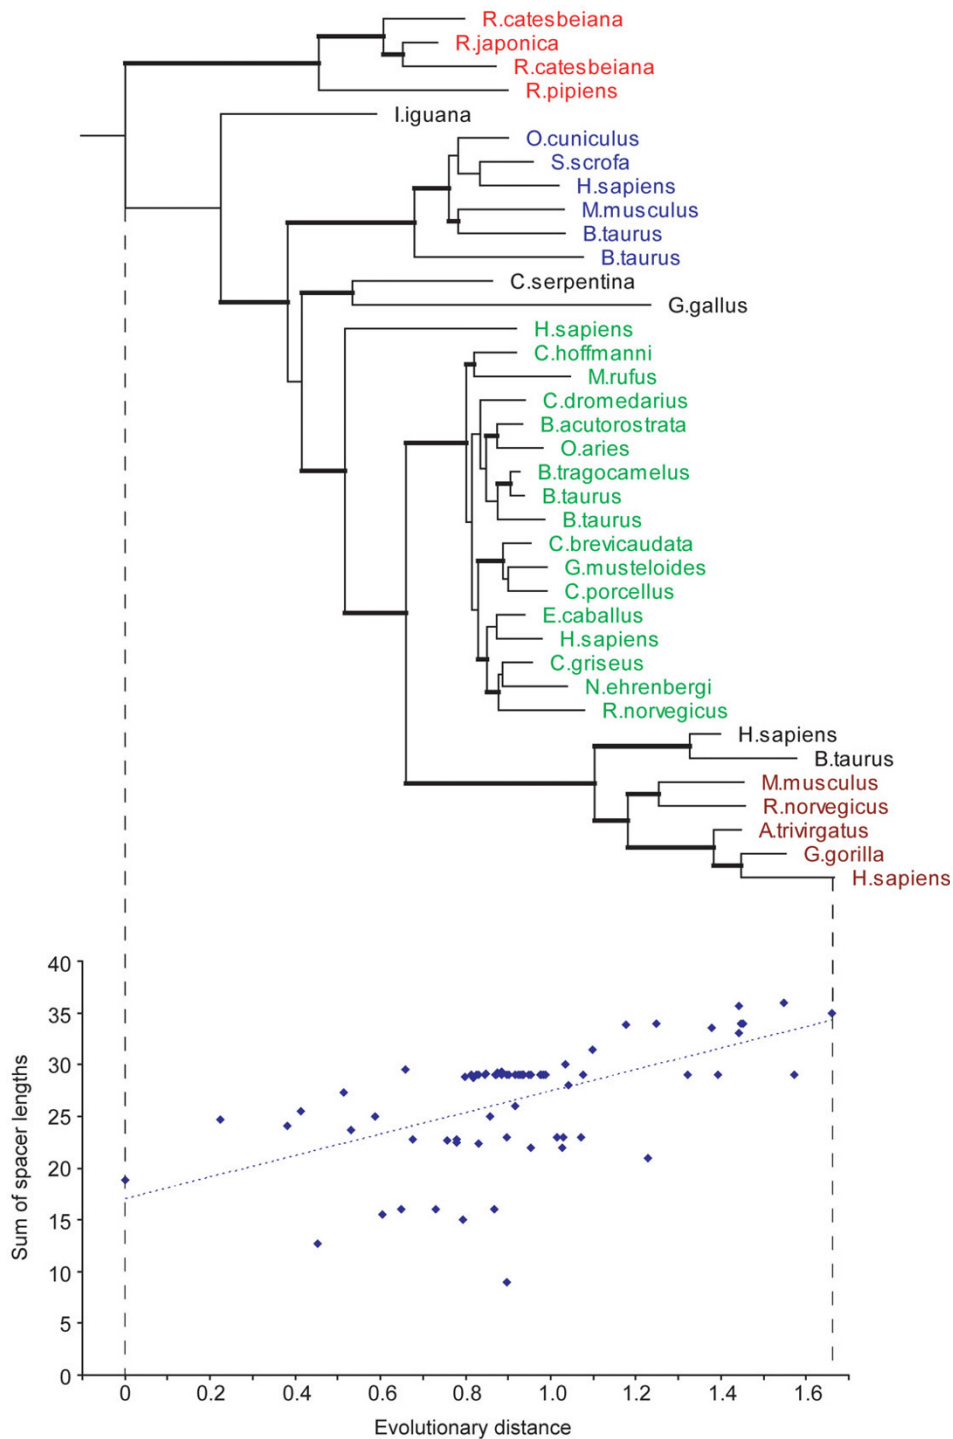 R.catesbeiana
R.japonica
R.catesbeiana
R.pipiens
I.iguana
O.cuniculus
S.scrofa
H.sapiens
M.musculus
B.taurus
B.taurus
C.serpentina
G.gallus
H.sapiens
C.hoffmanni
M.rufus
C.dromedarius
B.acutorostrata
O.aries
B.tragocamelus
B.taurus
B.taurus
C.brevicaudata
G.musteloides
C.porcellus
E.caballus
H.sapiens
C.griseus
N.ehrenbergi
R.norvegicus
H.sapiens
B.taurus
M.musculus
R.norvegicus
A.trivirgatus
G.gorilla
H.sapiens
40
35
30
25
20
15
10
5
0
Sum of spacer lengths
0 0.2 0.4 0.6 0.8 1.0 1.2 1.4 1.6
Evolutionary distance